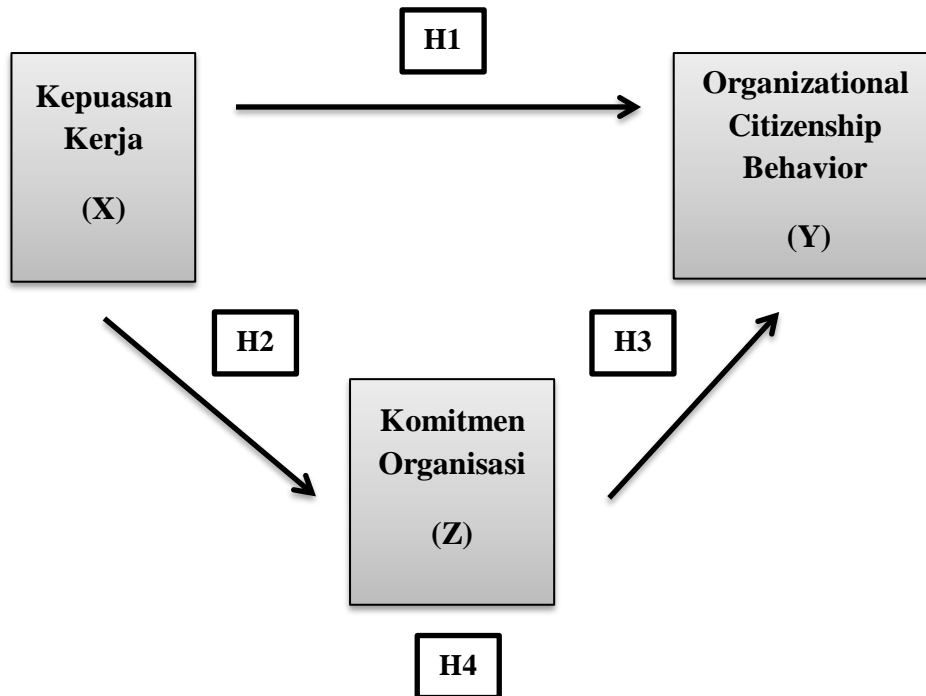 H1
Kepuasan
Kerja
(X)
Organizational
Citizenship
Behavior
(Y)
H2
H3
Komitmen
Organisasi
(Z)
H4